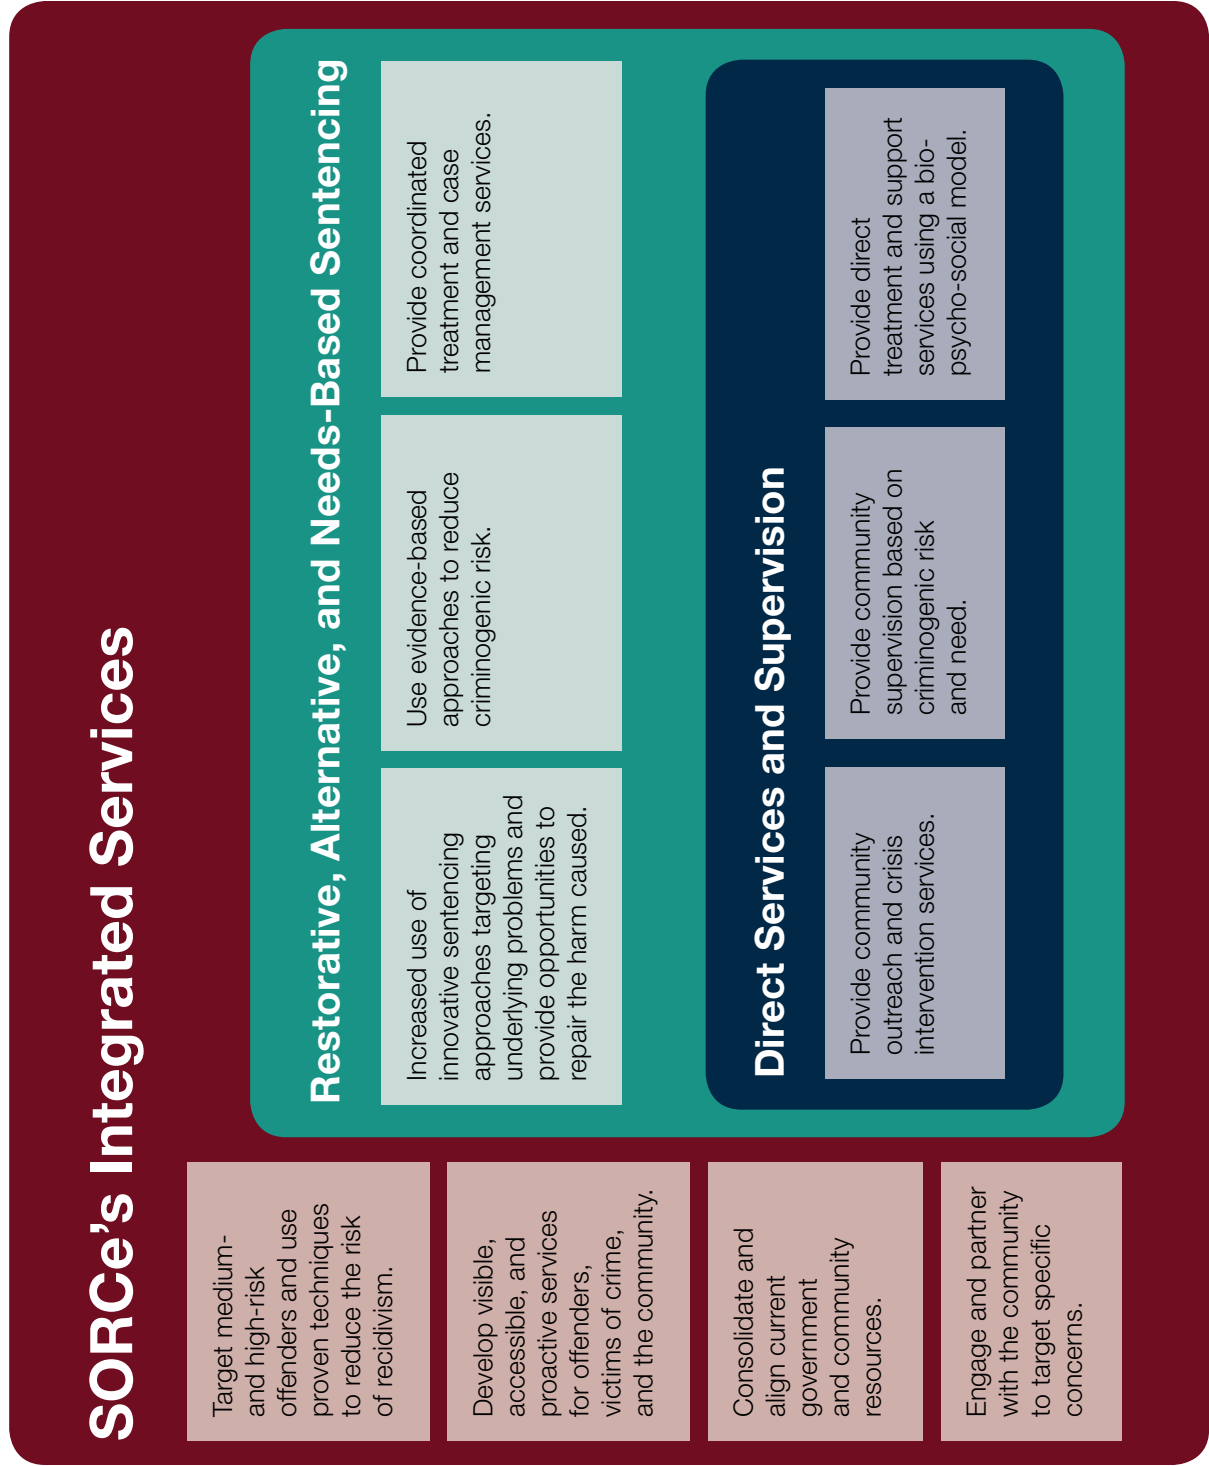 SORCe’s Integrated Services
Target medium-
and high-risk
offenders and use
proven techniques
to reduce the risk
of recidivism.
Develop visible,
accessible, and
proactive services
for offenders,
victims of crime,
and the community.
Consolidate and
align current
government
and community
resources.
Engage and partner
with the community
to target specific
concerns.
Restorative, Alternative, and Needs-Based Sentencing
Increased use of
innovative sentencing
approaches targeting
underlying problems and
provide opportunities to
repair the harm caused.
Use evidence-based
approaches to reduce
criminogenic risk.
Provide coordinated
treatment and case
management services.
Direct Services and Supervision
Provide community
outreach and crisis
intervention services.
Provide community
supervision based on
criminogenic risk
and need.
Provide direct
treatment and support
services using a bio-
psycho-social model.